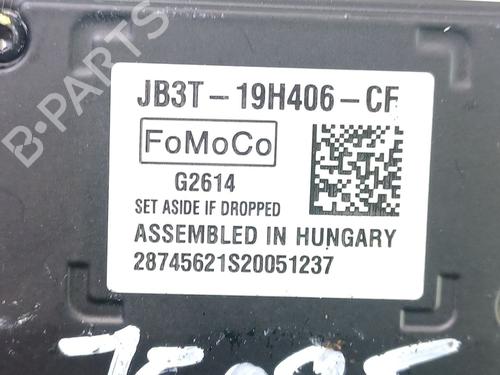 B-PARTS
JB3T-19H406-CF
FoMoCo
G2614
SET ASIDE IF DROPPED
ASSEMBLED IN HUNGARY
28745621S20051237